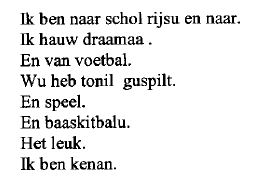 Ik ben naar schol rijsu en naar.
Ik hauw draamaa .
En van voetbal.
Wu heb tonil guspilt.
En speel.
En baaskitbalu.
Het leuk.
Ik ben kenan.